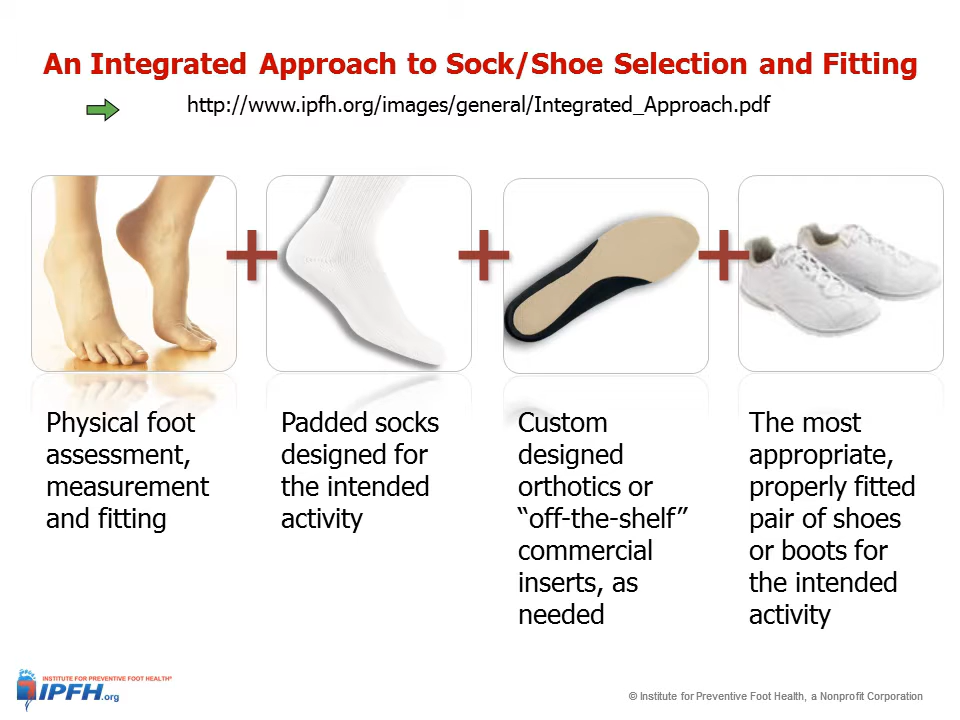 An Integrated Approach to Sock/Shoe Selection and Fitting
http://www.ipfh.org/images/general/Integrated_Approach.pdf
Physical foot
assessment,
measurement
and fitting
Padded socks
designed for
the intended
activity
Custom
designed
orthotics or
“off-the-shelf”
commercial
inserts, as
needed
The most
appropriate,
properly fitted
pair of shoes
or boots for
the intended
activity
INSTITUTE FOR PREVENTIVE FOOT HEALTH®
IPFH.org
© Institute for Preventive Foot Health, a Nonprofit Corporation